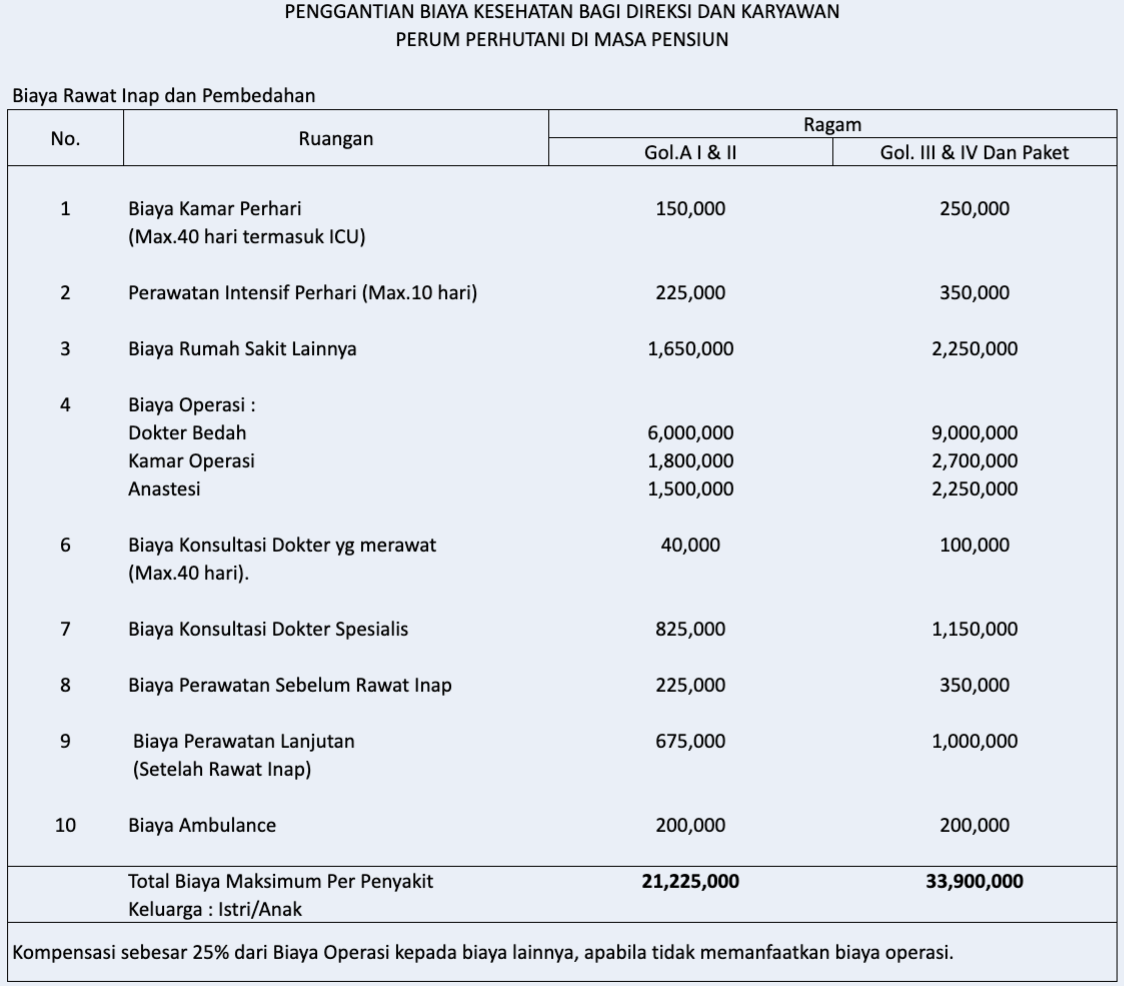 PENGGANTIAN BIAYA KESEHATAN BAGI DIREKSI DAN KARYAWAN
PERUM PERHUTANI DI MASA PENSIUN
Biaya Rawat Inap dan Pembedahan
No. Ruangan Ragam
Gol.A I & II Gol. III & IV Dan Paket
1 Biaya Kamar Perhari 150,000 250,000
(Max.40 hari termasuk ICU)
2 Perawatan Intensif Perhari (Max.10 hari) 225,000 350,000
3 Biaya Rumah Sakit Lainnya 1,650,000 2,250,000
4 Biaya Operasi :
Dokter Bedah 6,000,000 9,000,000
Kamar Operasi 1,800,000 2,700,000
Anastesi 1,500,000 2,250,000
6 Biaya Konsultasi Dokter yg merawat 40,000 100,000
(Max.40 hari).
7 Biaya Konsultasi Dokter Spesialis 825,000 1,150,000
8 Biaya Perawatan Sebelum Rawat Inap 225,000 350,000
9 Biaya Perawatan Lanjutan 675,000 1,000,000
(Setelah Rawat Inap)
10 Biaya Ambulance 200,000 200,000
Total Biaya Maksimum Per Penyakit 21,225,000 33,900,000
Keluarga : Istri/Anak
Kompensasi sebesar 25% dari Biaya Operasi kepada biaya lainnya, apabila tidak memanfaatkan biaya operasi.